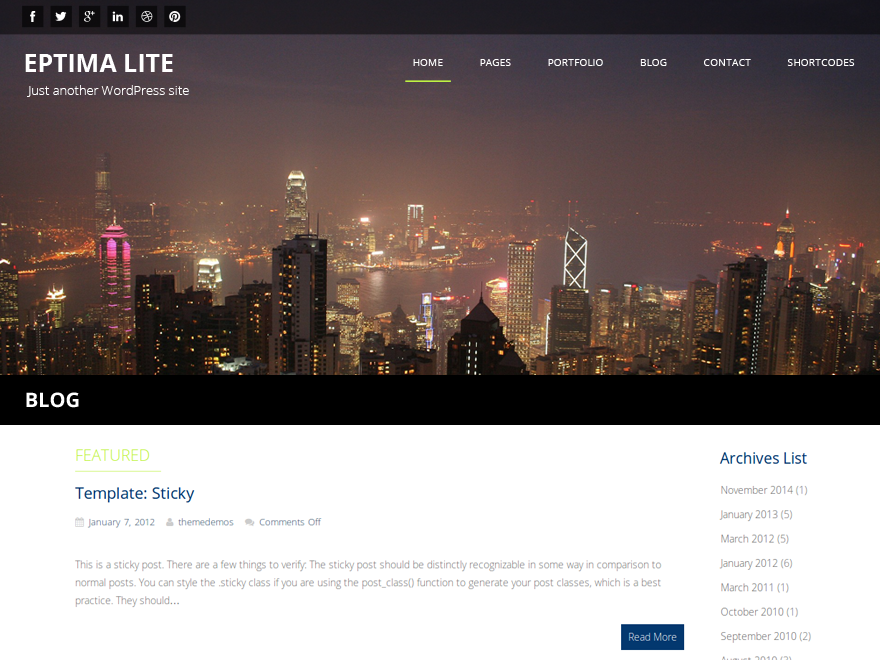 EPTIMA LITE
Just another WordPress site
HOME PAGES PORTFOLIO BLOG CONTACT SHORTCODES
BLOG
FEATURED
Template: Sticky
January 7, 2012 themedemos Comments Off
This is a sticky post. There are a few things to verify: The sticky post should be distinctly recognizable in some way in comparison to
normal posts. You can style the .sticky class if you are using the post_class() function to generate your post classes, which is a best
practice. They should...
Read More
Archives List
November 2014 (1)
January 2013 (5)
March 2012 (5)
January 2012 (6)
March 2011 (1)
October 2010 (1)
September 2010 (2)